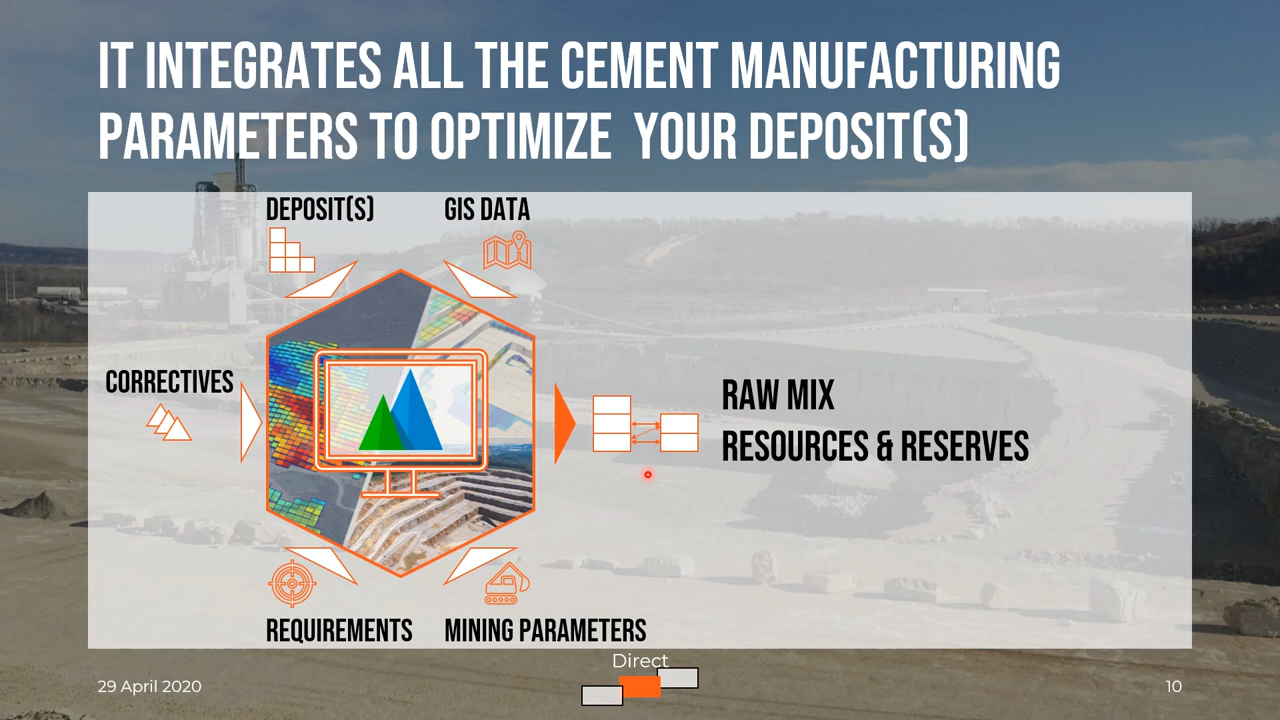 IT INTEGRATES ALL THE CEMENT MANUFACTURING
PARAMETERS TO OPTIMIZE  YOUR DEPOSIT(S)
DEPOSIT(S)
GIS DATA
CORRECTIVES
RAW MIX
RESOURCES & RESERVES
REQUIREMENTS
MINING PARAMETERS
Direct
29 April 2020
10